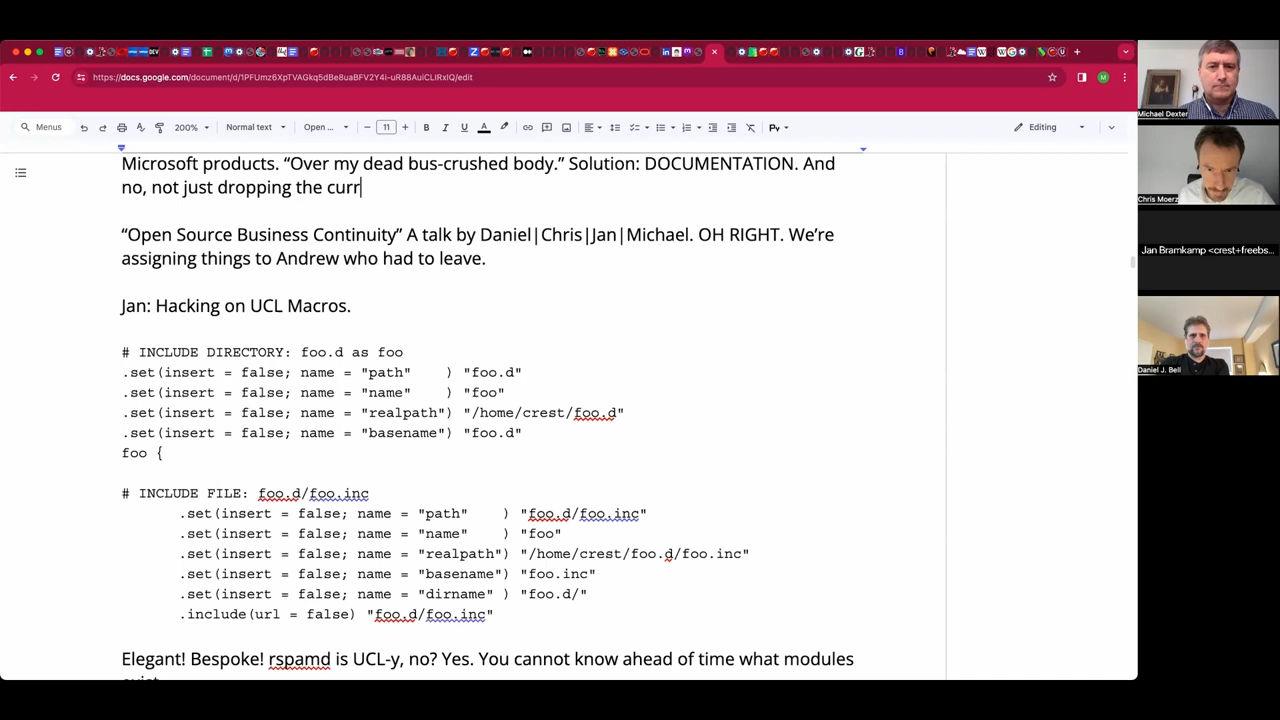 https://docs.google.com/document/d/1PFUmz6XpTVAGkq5dBe8uaBFV2Y4i-uR88AuiCLIRxlQ/edit
Menus 200% Normal text Open ... 11 Editing
Microsoft products. “Over my dead bus-crushed body.” Solution: DOCUMENTATION. And
no, not just dropping the curr
“Open Source Business Continuity” A talk by Daniel|Chris|Jan|Michael. OH RIGHT. We’re
assigning things to Andrew who had to leave.
Jan: Hacking on UCL Macros.
# INCLUDE DIRECTORY: foo.d as foo
.set(insert = false; name = "path"    ) "foo.d"
.set(insert = false; name = "name"    ) "foo"
.set(insert = false; name = "realpath") "/home/crest/foo.d"
.set(insert = false; name = "basename") "foo.d"
foo {
# INCLUDE FILE: foo.d/foo.inc
.set(insert = false; name = "path"    ) "foo.d/foo.inc"
.set(insert = false; name = "name"    ) "foo"
.set(insert = false; name = "realpath") "/home/crest/foo.d/foo.inc"
.set(insert = false; name = "basename") "foo.inc"
.set(insert = false; name = "dirname" ) "foo.d/"
.include(url = false) "foo.d/foo.inc"
Elegant! Bespoke! rspamd is UCL-y, no? Yes. You cannot know ahead of time what modules
Michael Dexter
Chris Moerz
Jan Bramkamp <crest+freebs...
Daniel J. Bell